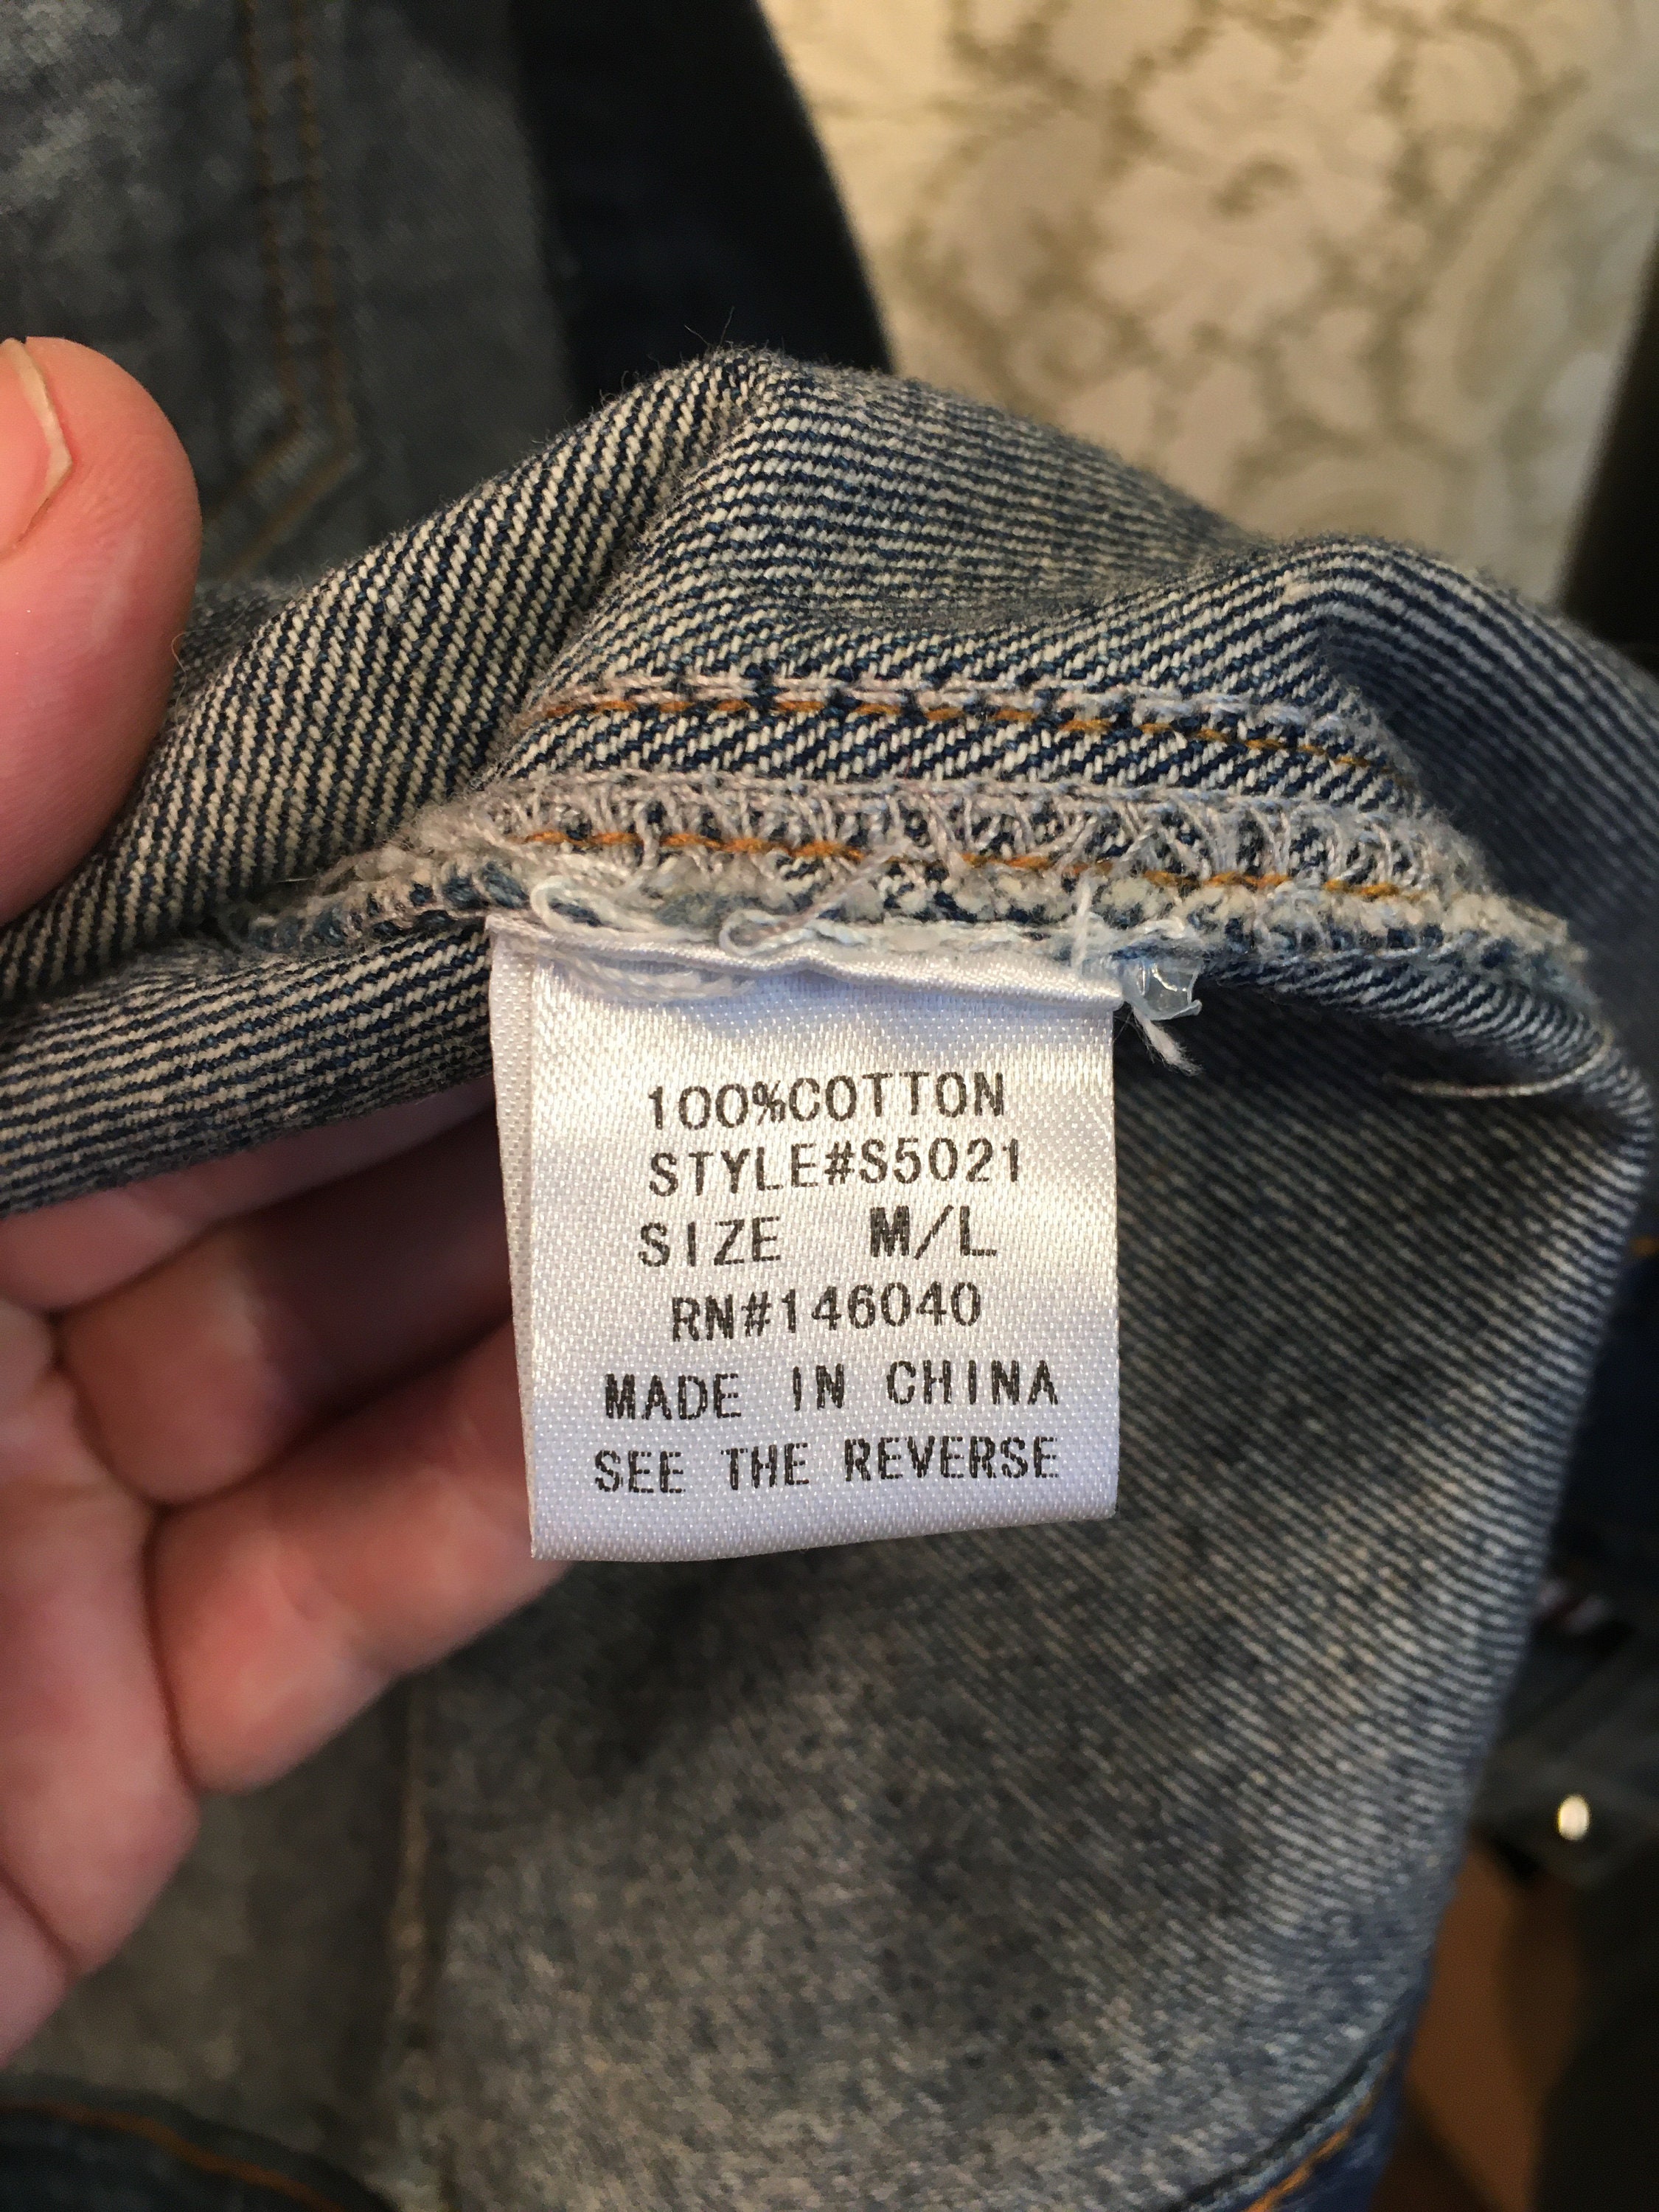 100%COTTON
STYLE#S5021
SIZE M/L
RN#146040
MADE IN CHINA
SEE THE REVERSE